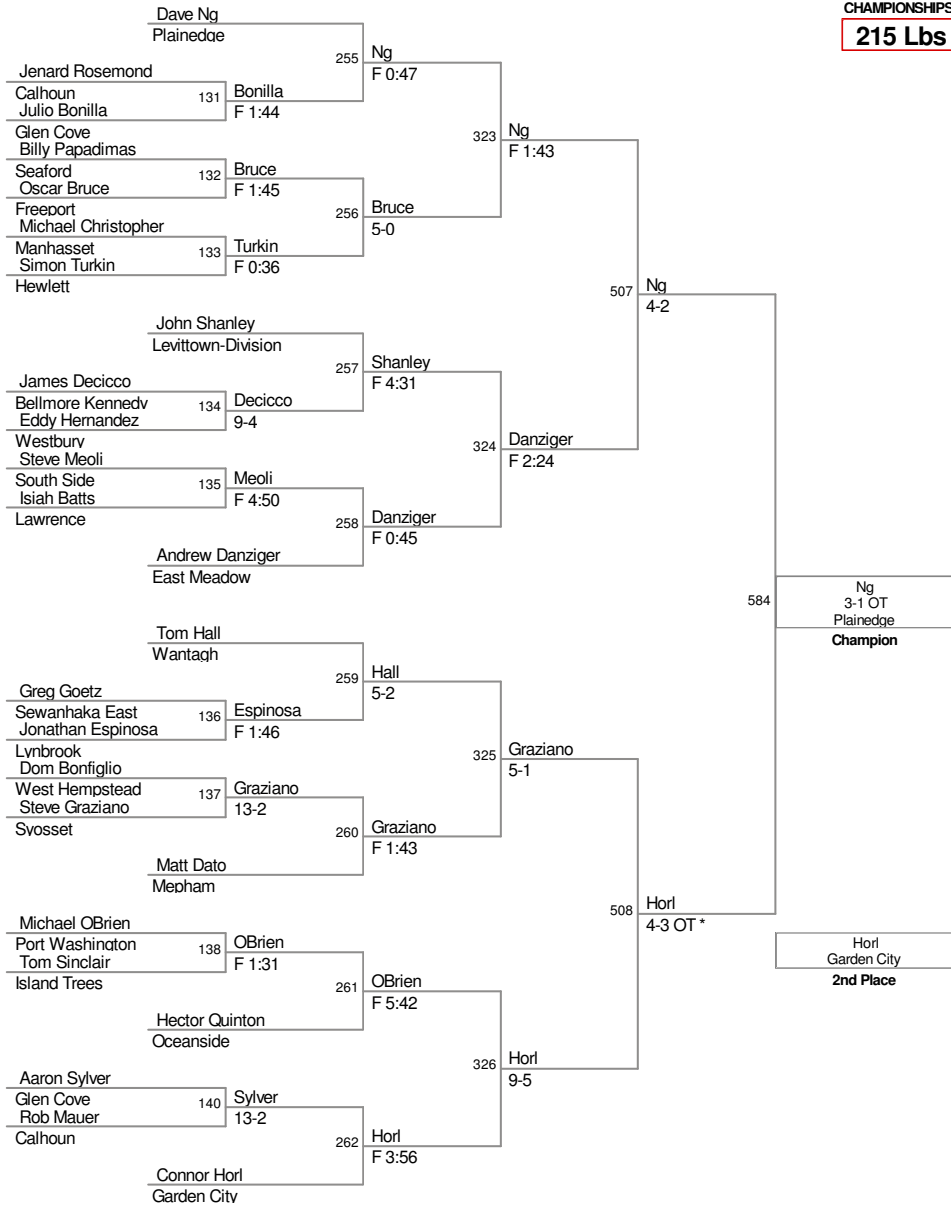 CHAMPIONSHIPS
215 Lbs
Dave Ng
Plainedge
255 Ng
F 0:47
Jenard Rosemond
Calhoun
131 Bonilla
Julio Bonilla
F 1:44
Glen Cove
323 Ng
F 1:43
Billy Papadimas
Seaford
132 Bruce
Oscar Bruce
F 1:45
Freeport
256 Bruce
5-0
Michael Christopher
Manhasset
133 Turkin
Simon Turkin
F 0:36
Hewlett
507 Ng
4-2
John Shanley
Levittown-Division
257 Shanley
F 4:31
James Decicco
Bellmore Kennedy
134 Decicco
Eddy Hernandez
9-4
Westbury
324 Danziger
F 2:24
Steve Meoli
South Side
135 Meoli
Isiah Batts
F 4:50
Lawrence
258 Danziger
F 0:45
Andrew Danziger
East Meadow
584
Ng
3-1 OT
Plainedge
Champion
Tom Hall
Wantagh
259 Hall
5-2
Greg Goetz
Sewanhaka East
136 Espinosa
Jonathan Espinosa
F 1:46
Lynbrook
325 Graziano
5-1
Dom Bonfiglio
West Hempstead
137 Graziano
Steve Graziano
13-2
Syosset
260 Graziano
F 1:43
Matt Dato
Mepham
508 Horl
4-3 OT *
Michael OBrien
Port Washington
138 OBrien
Tom Sinclair
F 1:31
Island Trees
261 OBrien
F 5:42
Hector Quinton
Oceanside
Horl
Garden City
2nd Place
326 Horl
9-5
Aaron Sylver
Glen Cove
140 Sylver
Rob Mauer
13-2
Calhoun
262 Horl
F 3:56
Connor Horl
Garden City